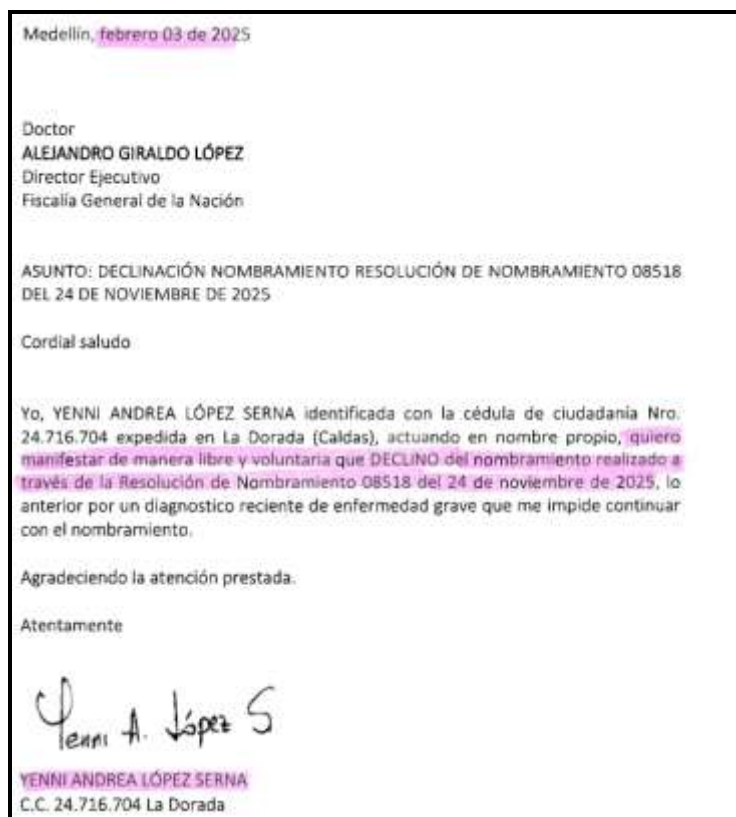 Medellín, febrero 03 de 2025
Doctor
ALEJANDRO GIRALDO LÓPEZ
Director Ejecutivo
Fiscalía General de la Nación
ASUNTO: DECLINACIÓN NOMBRAMIENTO RESOLUCIÓN DE NOMBRAMIENTO 08518
DEL 24 DE NOVIEMBRE DE 2025
Cordial saludo
Yo, YENNI ANDREA LÓPEZ SERNA identificada con la cédula de ciudadanía Nro.
24.716.704 expedida en La Dorada (Caldas), actuando en nombre propio, quiero
manifestar de manera libre y voluntaria que DECLINO del nombramiento realizado a
través de la Resolución de Nombramiento 08518 del 24 de noviembre de 2025, lo
anterior por un diagnostico reciente de enfermedad grave que me impide continuar
con el nombramiento.
Agradeciendo la atención prestada.
Atentamente
Yenni A. López S
YENNI ANDREA LÓPEZ SERNA
C.C. 24.716.704 La Dorada